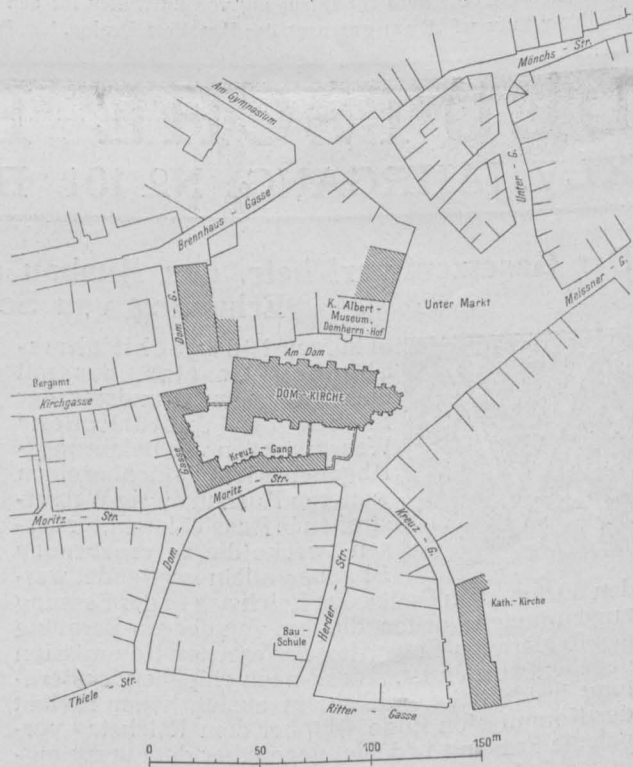 Mönchs - Str.
Am Gymnasium
Unter - G.
Brennhaus - Gasse
Meissner - G.
Dom - G.
K. Albert -
Museum.
Domherrn - Hof
Unter Markt
Am Dom
Bergamt
Kirchgasse
DOM - KIRCHE
Kreuz - Gang
Gasse
Moritz - Str.
Moritz - Str.
Dom
Kreuz - G.
Herder - Str.
Kath.- Kirche
Bau -
Schule
Thiele - Str.
Ritter - Gasse
0 50 100 150 m